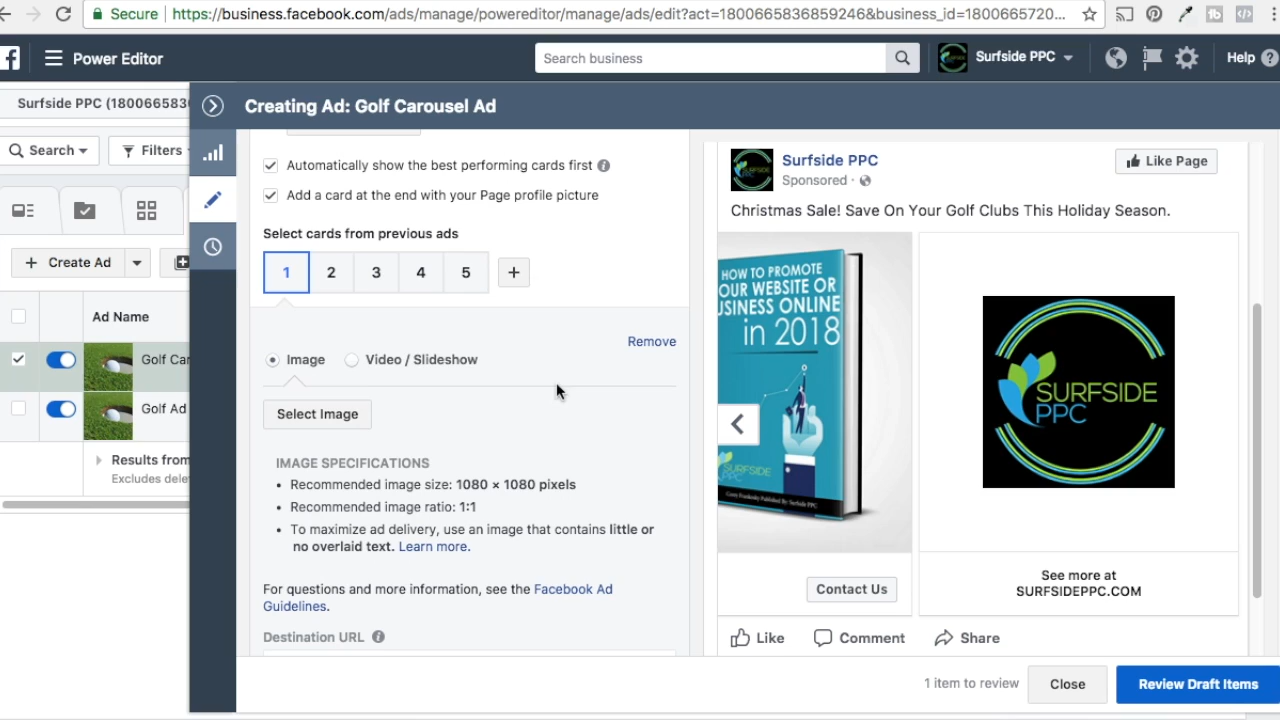 Secure
https://business.facebook.com/ads/manage/powereditor/manage/ads/edit?act=1800665836859246&business_id=1800665720...
Power Editor
Search business
Surfside PPC
Help
Surfside PPC (180066583
Creating Ad: Golf Carousel Ad
Search
Filters
Create Ad
Ad Name
Golf Car
Golf Ad
Results from
Excludes dele
Automatically show the best performing cards first
Add a card at the end with your Page profile picture
Select cards from previous ads
1 2 3 4 5 +
Remove
Image
Video / Slideshow
Select Image
IMAGE SPECIFICATIONS
• Recommended image size: 1080 × 1080 pixels
• Recommended image ratio: 1:1
• To maximize ad delivery, use an image that contains little or
no overlaid text. Learn more.
For questions and more information, see the Facebook Ad
Guidelines.
Destination URL
Surfside PPC
Sponsored ·
Like Page
Christmas Sale! Save On Your Golf Clubs This Holiday Season.
HOW TO PROMOTE
OUR WEBSITE OR
USINESS ONLINE
in 2018
SURFSIDE
PPC
Contact Us
See more at
SURFSIDEPPC.COM
Like
Comment
Share
1 item to review
Close
Review Draft Items